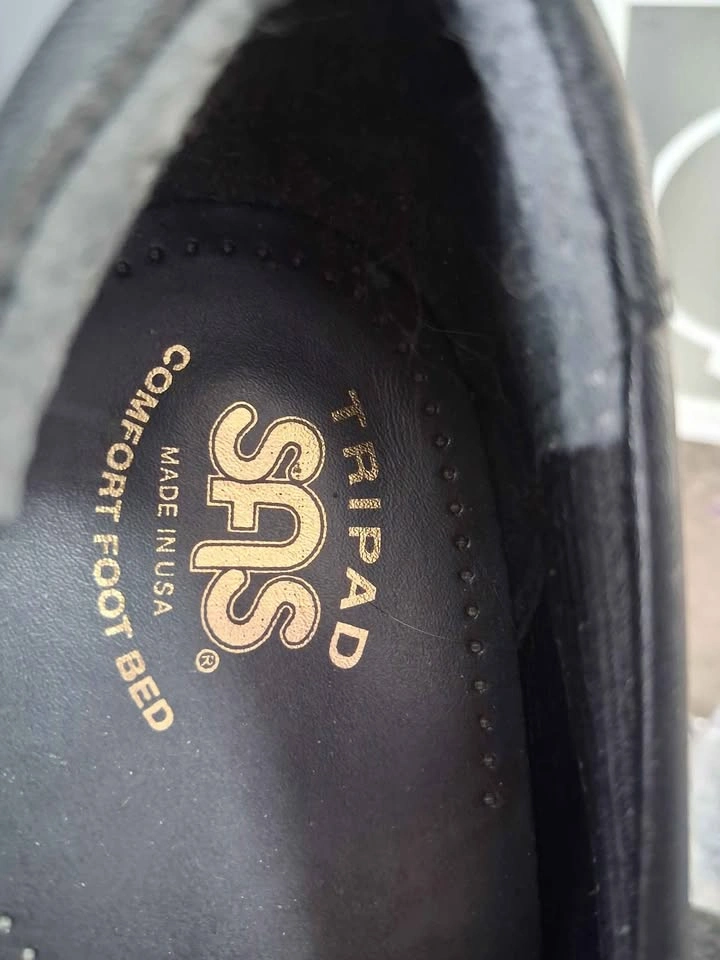 TRIPAD
SAS®
MADE IN USA
COMFORT FOOT BED